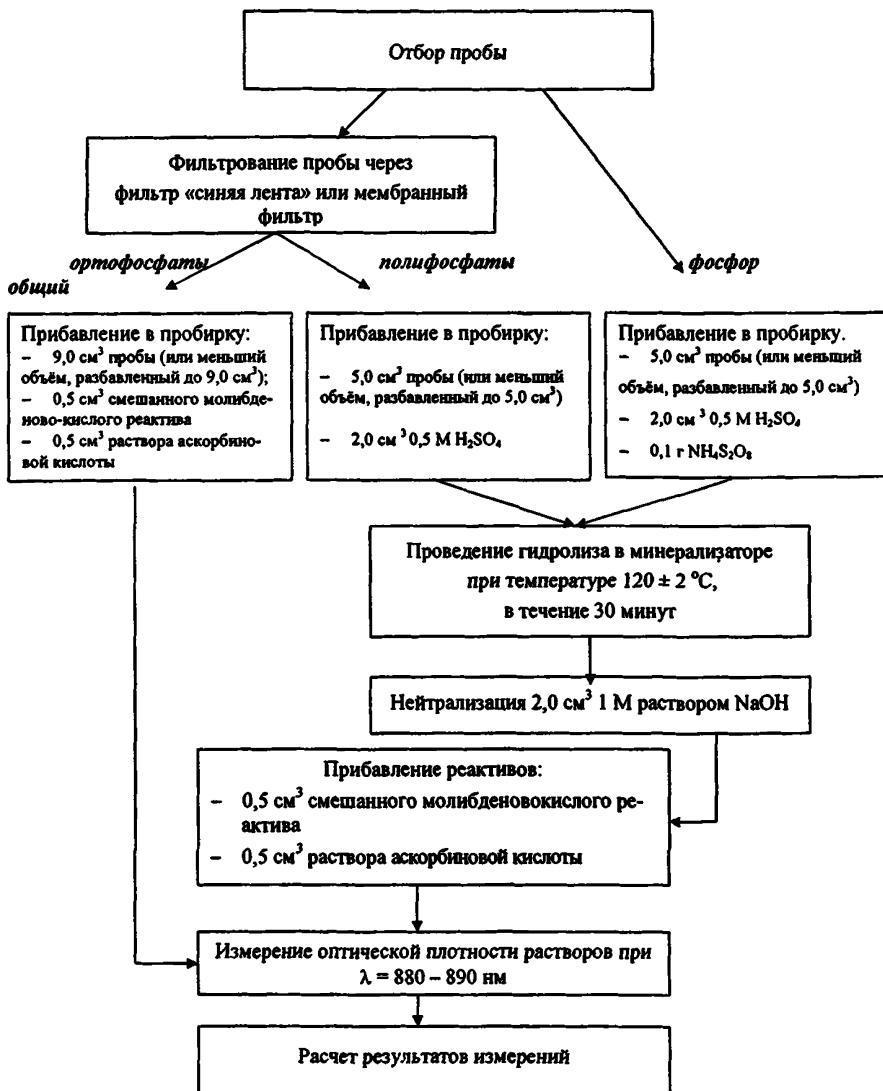 Отбор пробы
Фильтрование пробы через
фильтр «синяя лента» или мембранный
фильтр
ортофосфаты
полифосфаты
фосфор
общий
Прибавление в пробирку:
– 9,0 см³ пробы (или меньший
объём, разбавленный до 9,0 см³);
– 0,5 см³ смешанного молибде-
ново-кислого реактива
– 0,5 см³ раствора аскорбино-
вой кислоты
Прибавление в пробирку:
– 5,0 см³ пробы (или меньший
объём, разбавленный до 5,0 см³)
– 2,0 см³ 0,5 М H₂SO₄
Прибавление в пробирку.
– 5,0 см³ пробы (или меньший
объём, разбавленный до 5,0 см³)
– 2,0 см³ 0,5 М H₂SO₄
– 0,1 г NH₄S₂O₈
Проведение гидролиза в минерализаторе
при температуре 120 ± 2 °С,
в течение 30 минут
Нейтрализация 2,0 см³ 1 М раствором NaOH
Прибавление реактивов:
– 0,5 см³ смешанного молибденовокислого ре-
актива
– 0,5 см³ раствора аскорбиновой кислоты
Измерение оптической плотности растворов при
λ = 880 – 890 нм
Расчет результатов измерений